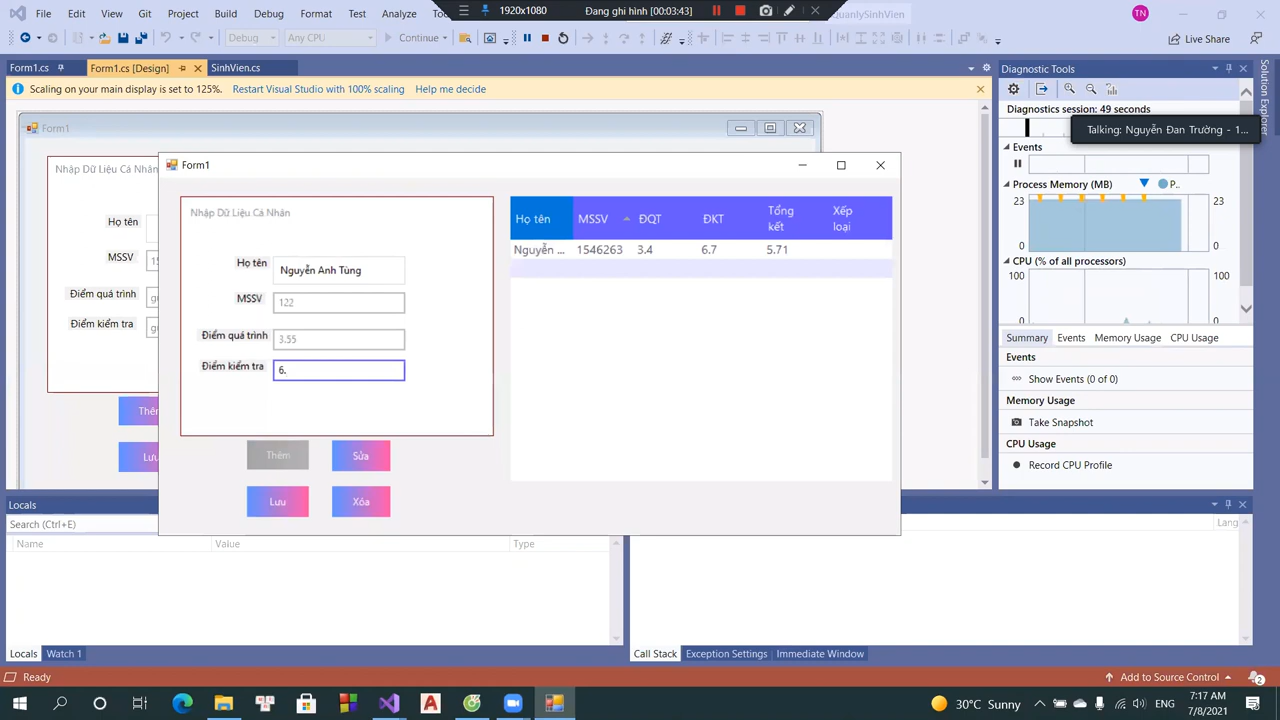 File Edit View Git Project Build Debug Format Test Analyze
1920x1080 Đang ghi hình [00:03:43]
QuanlySinhVien
TN
Debug Any CPU Continue Live Share
Form1.cs Form1.cs [Design] SinhVien.cs
Scaling on your main display is set to 125%. Restart Visual Studio with 100% scaling Help me decide
Form1
Nhập Dữ Liệu Cá Nhân
Họ tên
MSSV
Điểm quá trình
Điểm kiểm tra
Form1
Nhập Dữ Liệu Cá Nhân
Họ tên Nguyễn Anh Tùng
MSSV 122
Điểm quá trình 3.55
Điểm kiểm tra 6.
Thêm Sửa
Lưu Xóa
Họ tên MSSV ĐQT ĐKT Tổng kết Xếp loại
Nguyễn ... 1546263 3.4 6.7 5.71
Diagnostic Tools
Diagnostics session: 49 seconds
Talking: Nguyễn Đan Trường - 1...
Events
Process Memory (MB) P..
23 23
0 0
CPU (% of all processors)
100 100
0 0
Summary Events Memory Usage CPU Usage
Events
Show Events (0 of 0)
Memory Usage
Take Snapshot
CPU Usage
Record CPU Profile
Solution Explorer
Locals
Search (Ctrl+E)
Name Value Type
Lang
Locals Watch 1
Call Stack Exception Settings Immediate Window
Ready
Add to Source Control
2
30°C Sunny
ENG
7:17 AM
7/8/2021